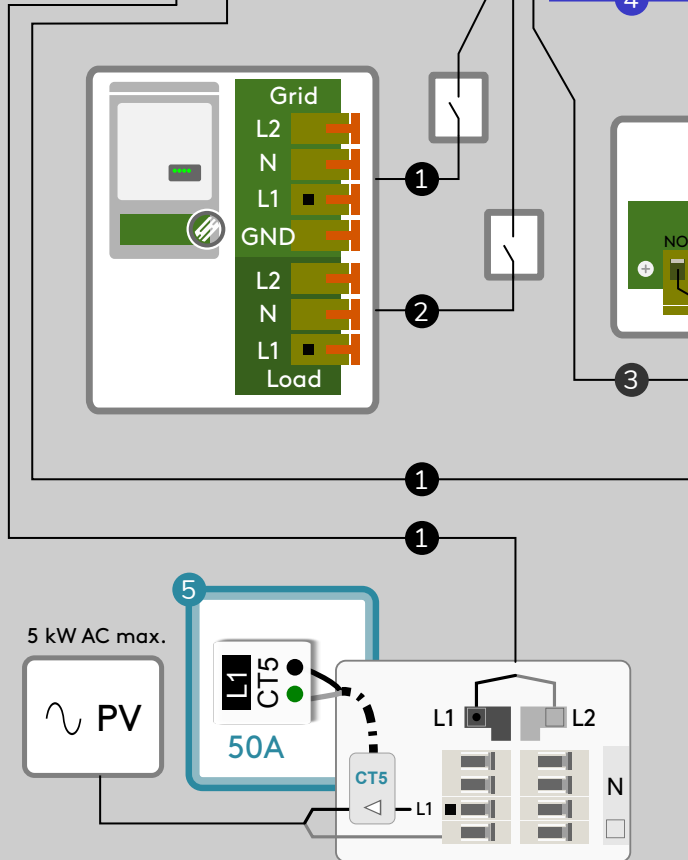 4
Grid
L2
N
L1
GND
L2
N
L1
Load
1
2
NO
3
1
1
5
5 kW AC max.
PV
L1
CT5
50A
L1
L2
CT5
L1
N